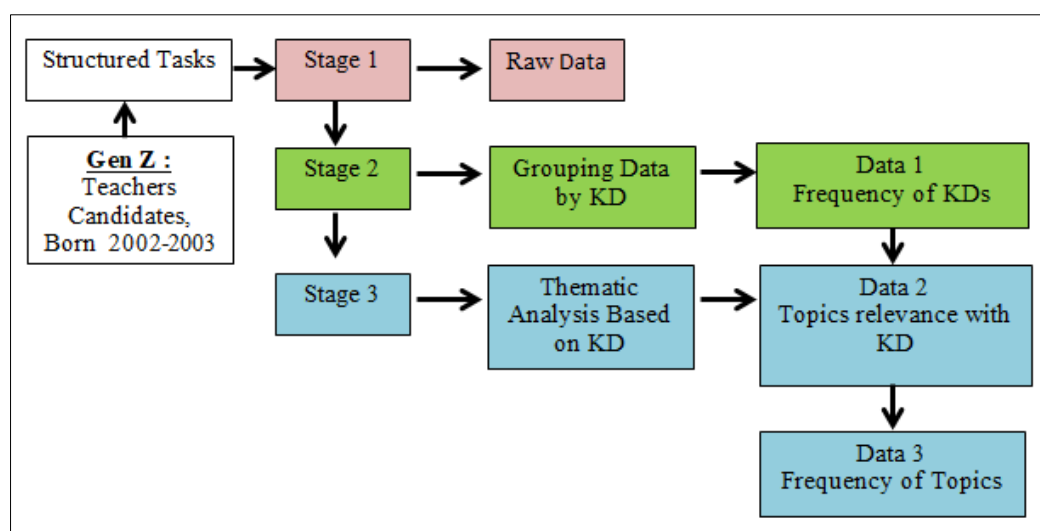 Structured Tasks
Stage 1
Raw Data
Gen Z :
Teachers
Candidates,
Born 2002-2003
Stage 2
Grouping Data
by KD
Data 1
Frequency of KDs
Stage 3
Thematic
Analysis Based
on KD
Data 2
Topics relevance with
KD
Data 3
Frequency of Topics